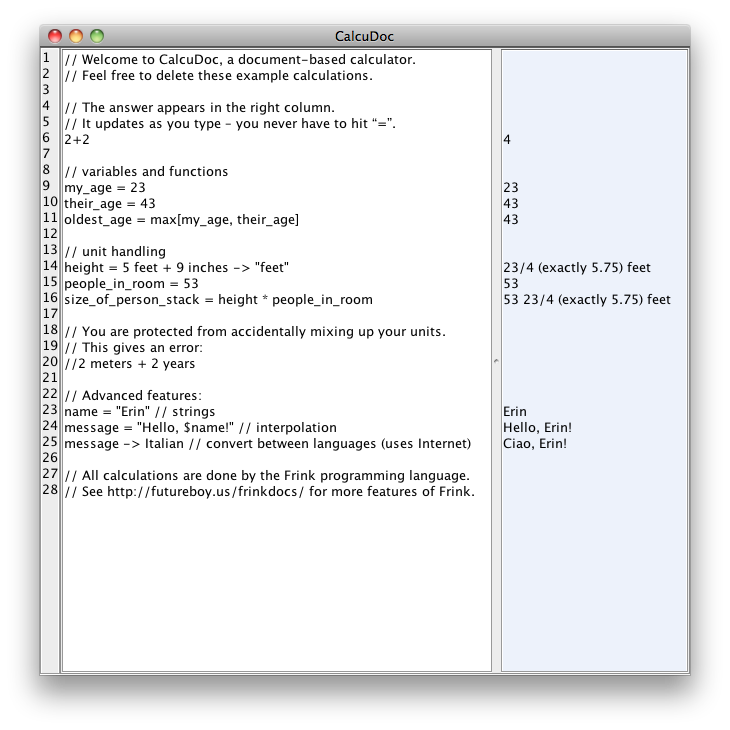 CalcuDoc
1 // Welcome to CalcuDoc, a document-based calculator.
2 // Feel free to delete these example calculations.
3
4 // The answer appears in the right column.
5 // It updates as you type – you never have to hit “=”.
6 2+2 4
7
8 // variables and functions
9 my_age = 23 23
10 their_age = 43 43
11 oldest_age = max[my_age, their_age] 43
12
13 // unit handling
14 height = 5 feet + 9 inches -> "feet" 23/4 (exactly 5.75) feet
15 people_in_room = 53 53
16 size_of_person_stack = height * people_in_room 53 23/4 (exactly 5.75) feet
17
18 // You are protected from accidentally mixing up your units.
19 // This gives an error:
20 //2 meters + 2 years
21
22 // Advanced features:
23 name = "Erin" // strings Erin
24 message = "Hello, $name!" // interpolation Hello, Erin!
25 message -> Italian // convert between languages (uses Internet) Ciao, Erin!
26
27 // All calculations are done by the Frink programming language.
28 // See http://futureboy.us/frinkdocs/ for more features of Frink.